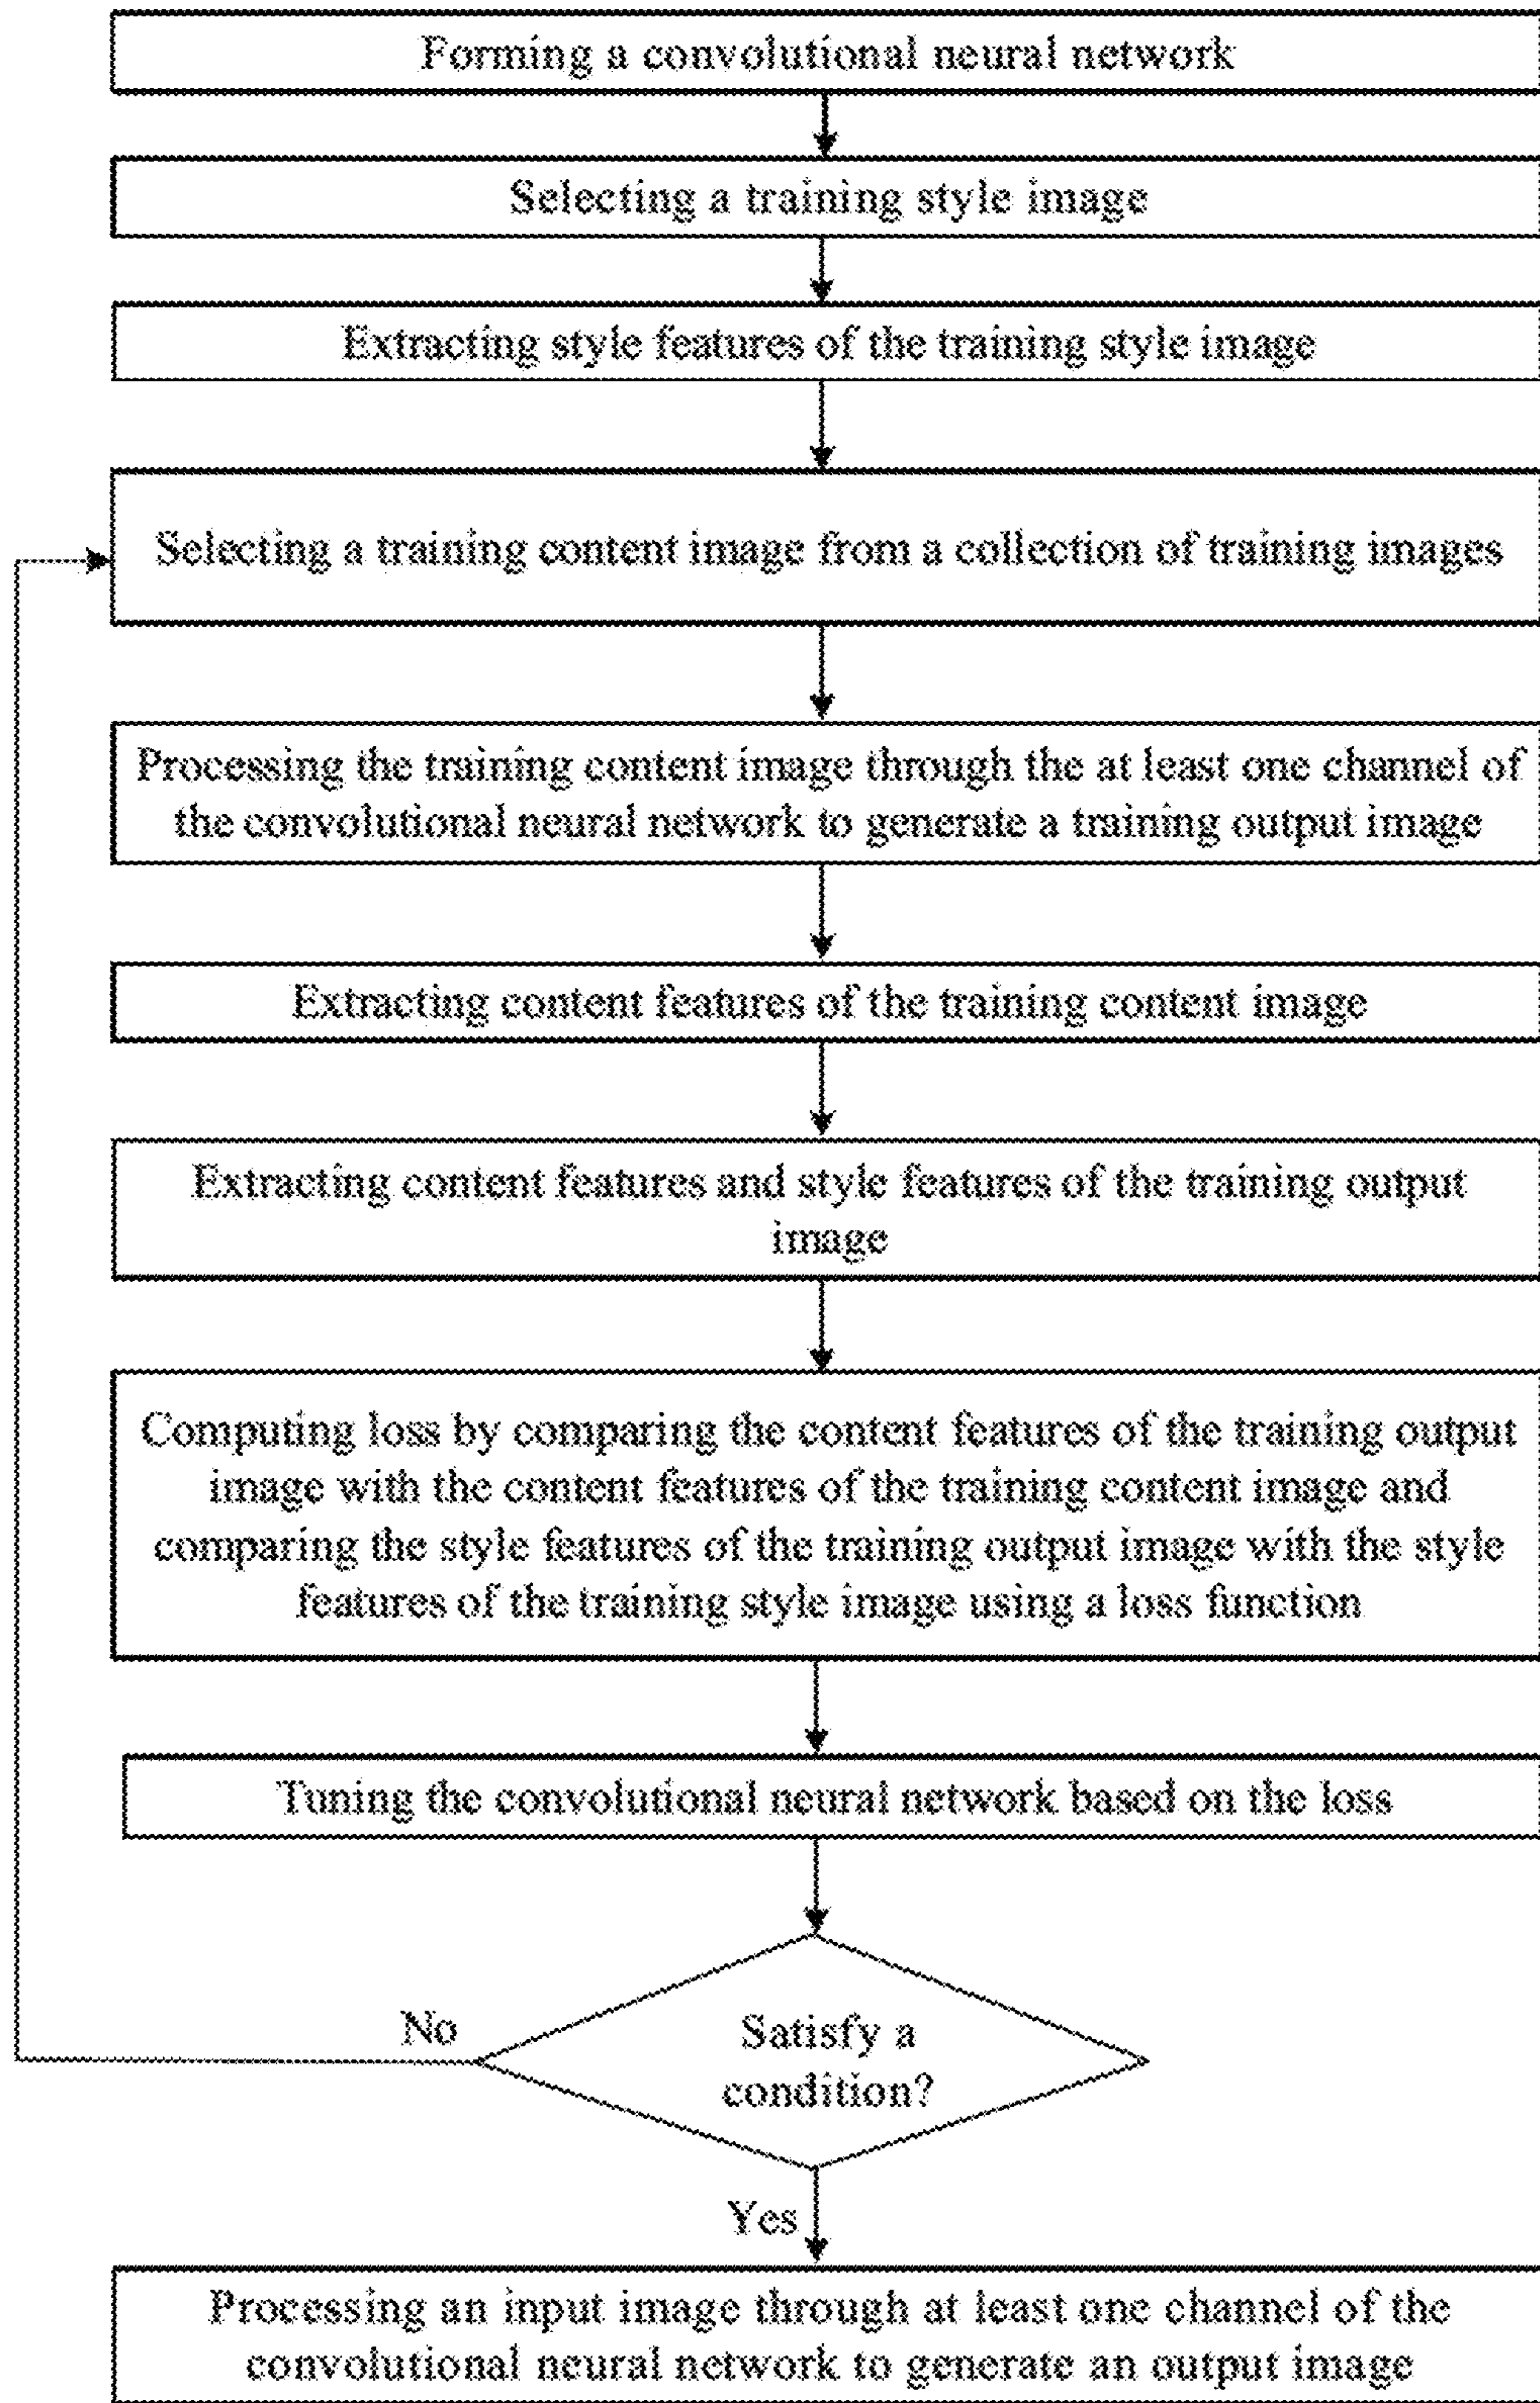 Forming a convolutional neural network
Selecting a training style image
Extracting style features of the training style image
Selecting a training content image from a collection of training images
Processing the training content image through the at least one channel of
the convolutional neural network to generate a training output image
Extracting content features of the training content image
Extracting content features and style features of the training output
image
Computing loss by comparing the content features of the training output
image with the content features of the training content image and
comparing the style features of the training output image with the style
features of the training style image using a loss function
Tuning the convolutional neural network based on the loss
No
Satisfy a
condition?
Yes
Processing an input image through at least one channel of the
convolutional neural network to generate an output image